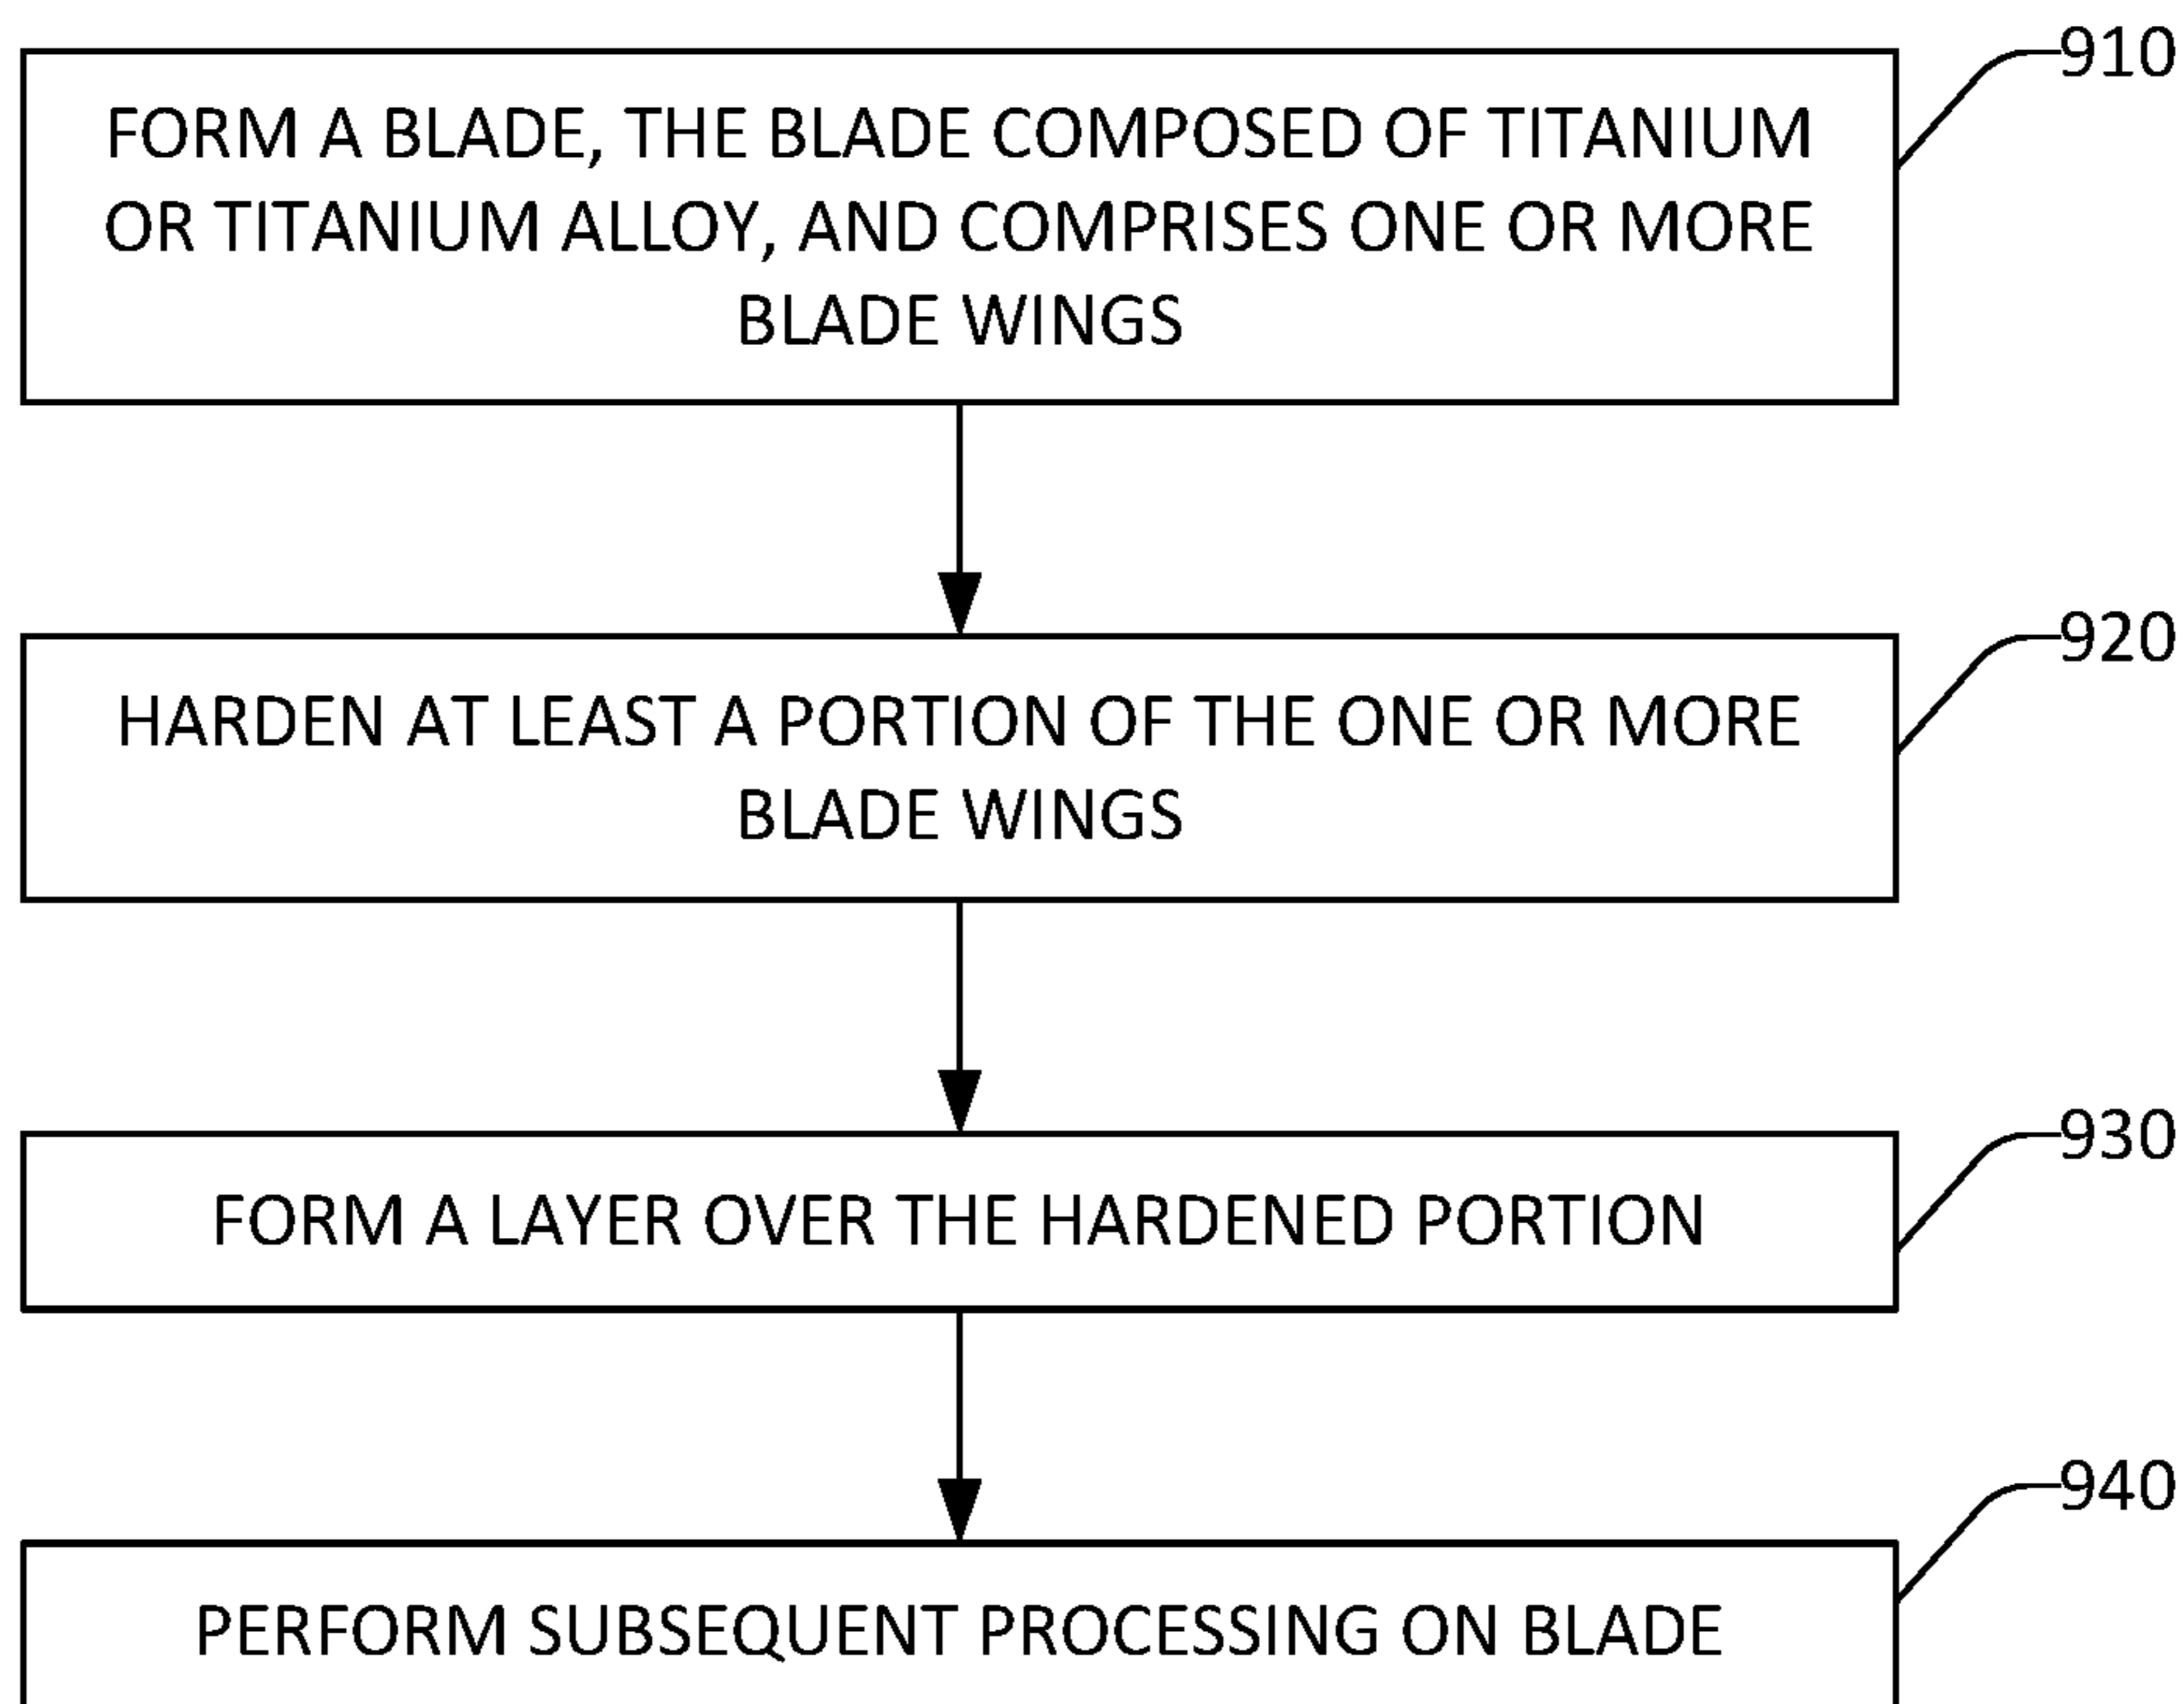 910
FORM A BLADE, THE BLADE COMPOSED OF TITANIUM
OR TITANIUM ALLOY, AND COMPRISES ONE OR MORE
BLADE WINGS
920
HARDEN AT LEAST A PORTION OF THE ONE OR MORE
BLADE WINGS
930
FORM A LAYER OVER THE HARDENED PORTION
940
PERFORM SUBSEQUENT PROCESSING ON BLADE